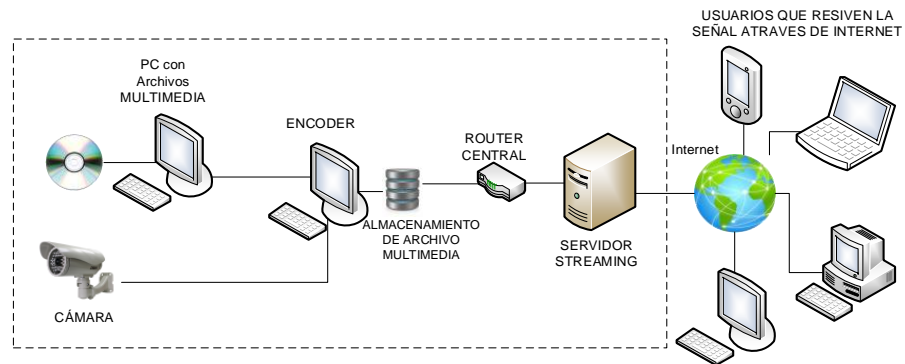 USUARIOS QUE RESIVEN LA
SEÑAL ATRAVES DE INTERNET
PC con
Archivos
MULTIMEDIA
ENCODER
ROUTER
CENTRAL
Internet
ALMACENAMIENTO
DE ARCHIVO
MULTIMEDIA
SERVIDOR
STREAMING
CÁMARA